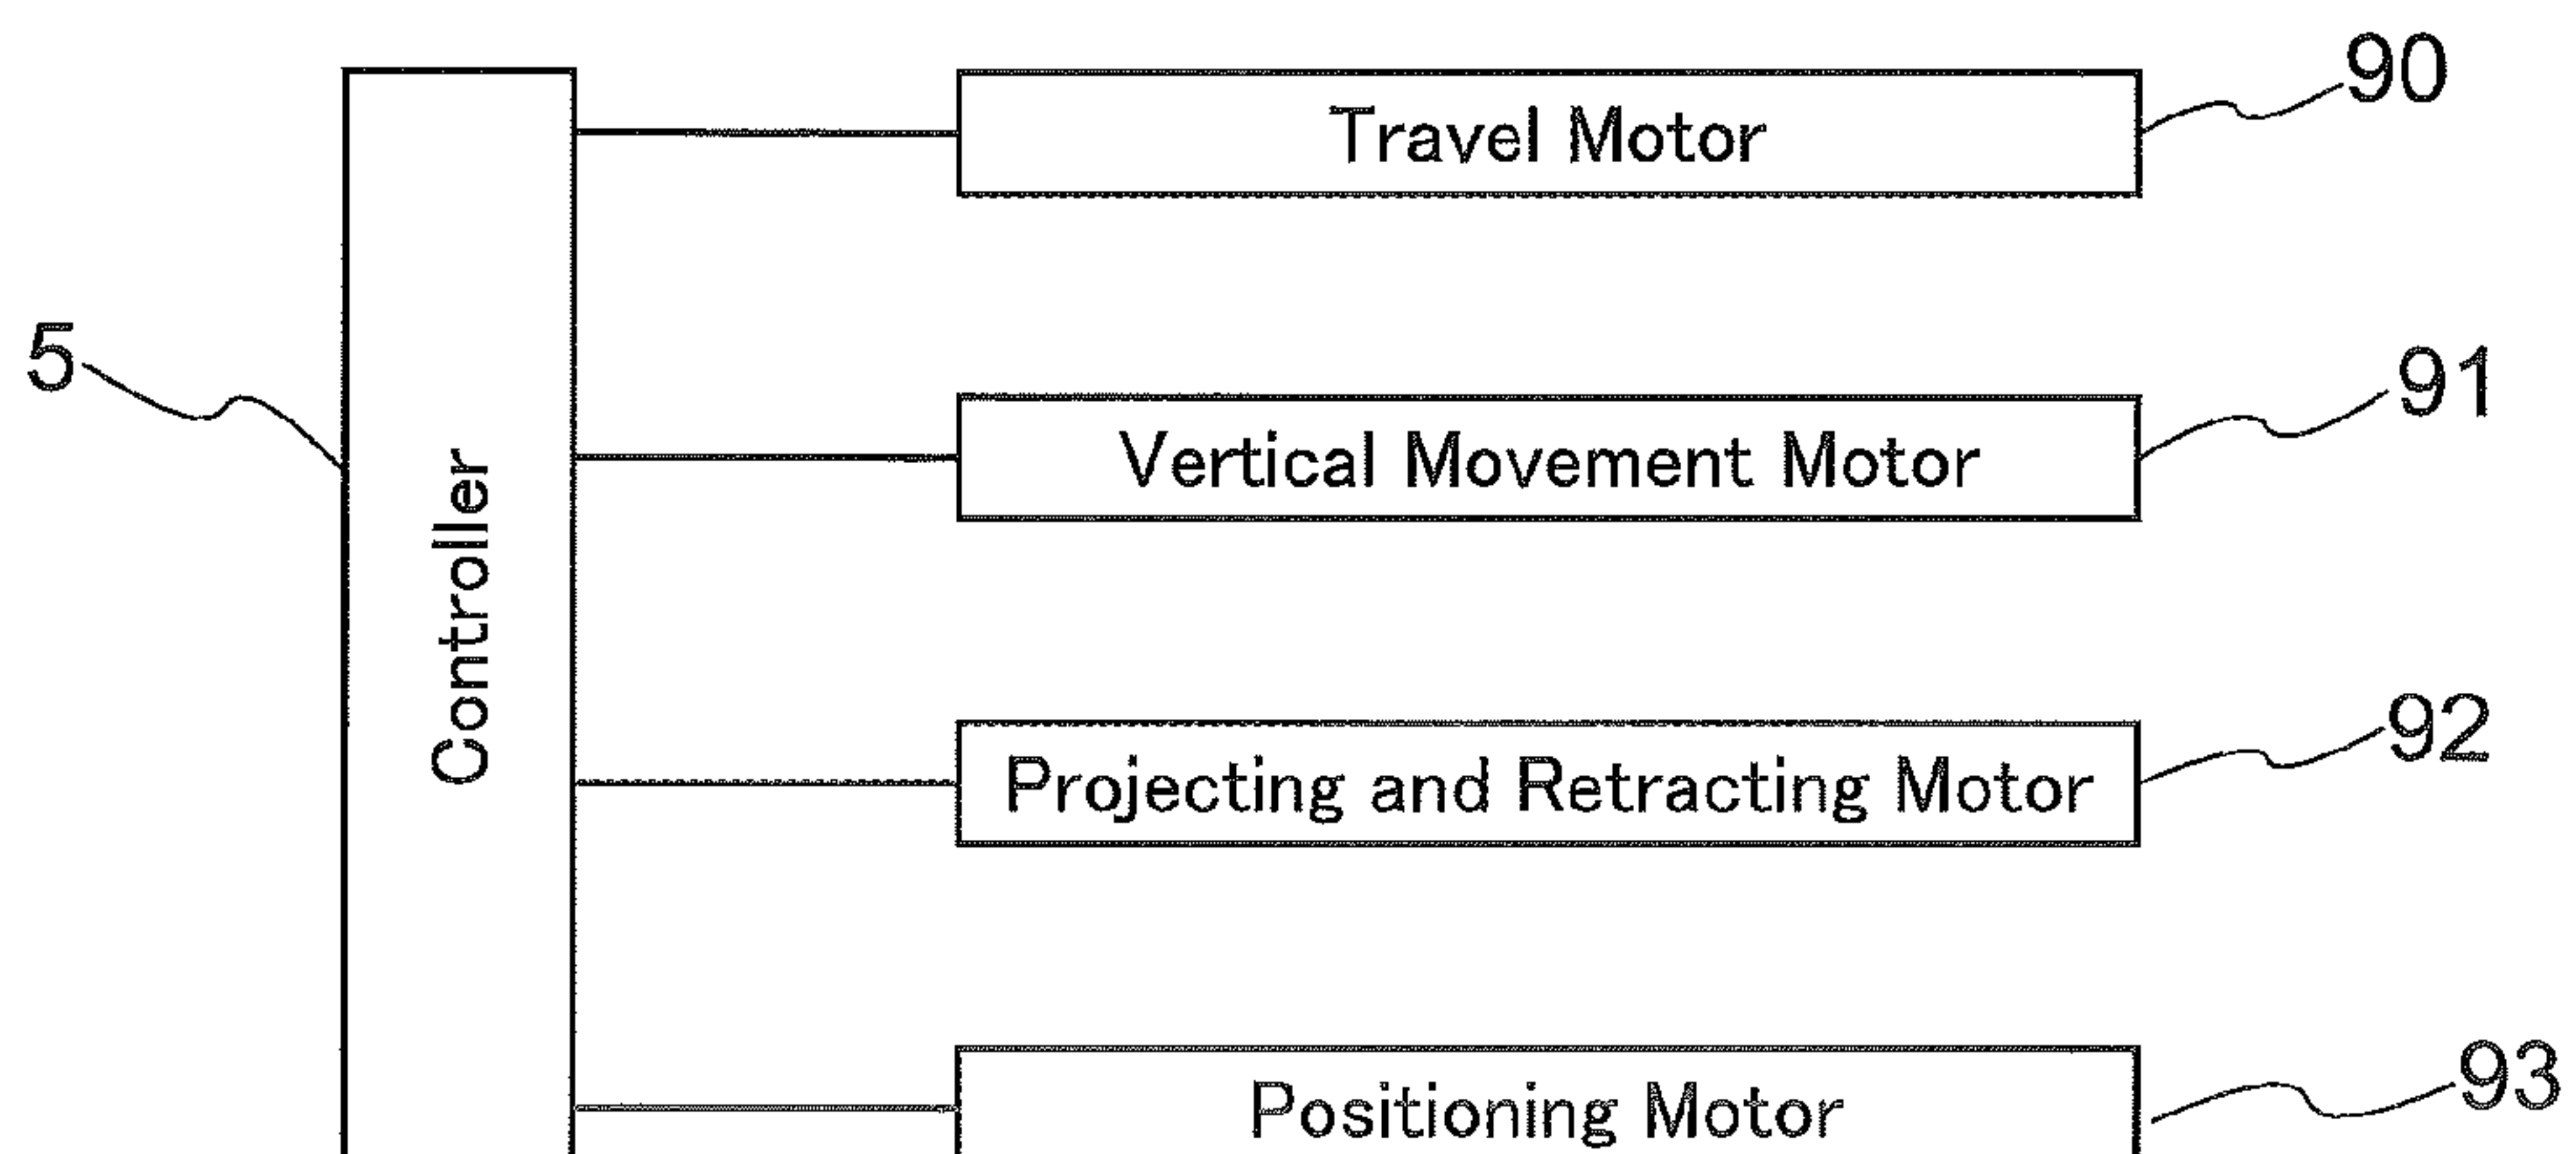 90
Travel Motor
5
91
Vertical Movement Motor
Controller
92
Projecting and Retracting Motor
93
Positioning Motor